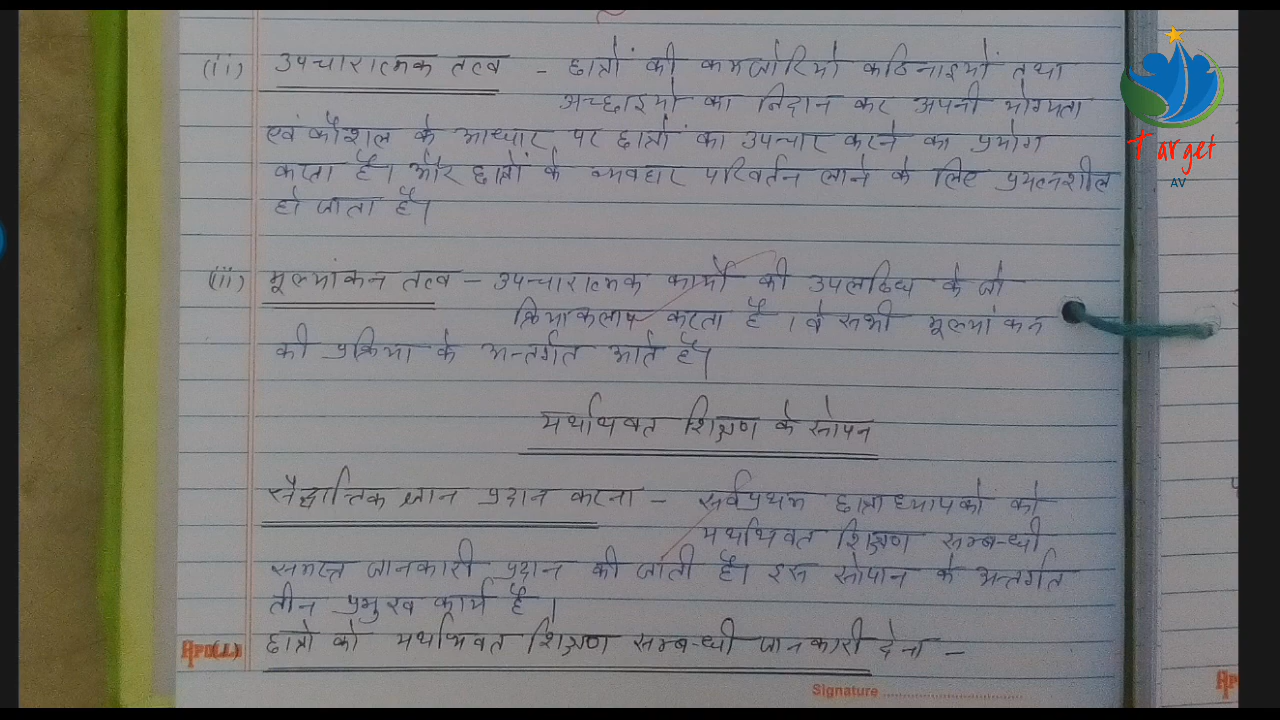 (ii) उपचारात्मक तत्व - छात्रों की कमजोरियो कठिनाइयों तथा
अच्छाइयो का निदान कर अपनी योग्यता
एवं कौशल के आधार पर छात्रों का उपचार करने का प्रयोग
करता है। और छात्रों के व्यवहार परिवर्तन लाने के लिए प्रयत्नशील
हो जाता है।
(iii) मूल्यांकन तत्व - उपचारात्मक कार्यो की उपलब्धि के जो
क्रियाकलाप करता है । वे सभी मूल्यांकन
की प्रक्रिया के अन्तर्गत आते है।
यथार्थवत शिक्षण के सोपान
सैद्धान्तिक ज्ञान प्रदान करना - सर्वप्रथम छात्राध्यापको को
यथार्थवत शिक्षण सम्बन्धी
समस्त जानकारी प्रदान की जाती है। इस सोपान के अन्तर्गत
तीन प्रमुख कार्य है ।
छात्रो को यथार्थवत शिक्षण सम्बन्धी जानकारी देना -
Signature
Target
AV